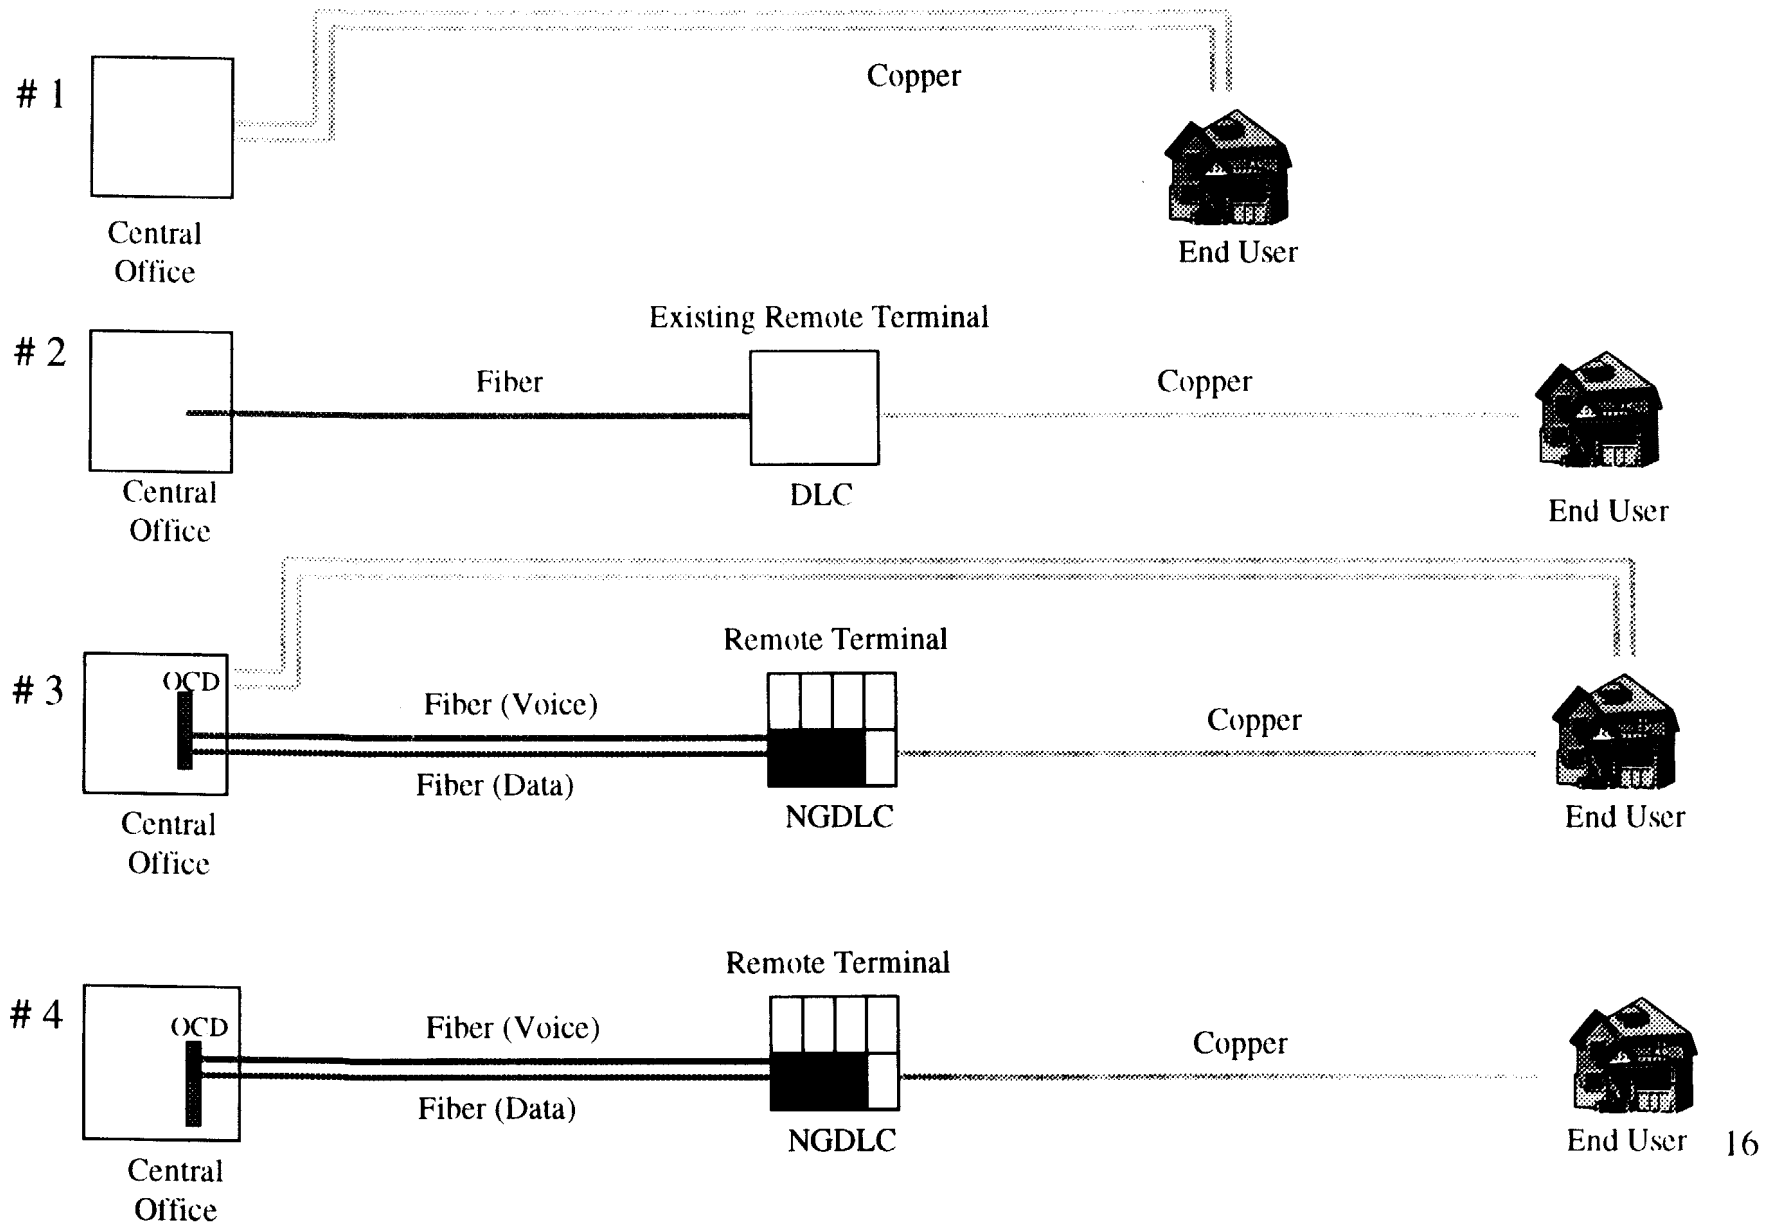 # 1
Copper
Central
Office
End User
Existing Remote Terminal
# 2
Fiber
Copper
Central
Office
DLC
End User
Remote Terminal
# 3
OCD
Fiber (Voice)
Copper
Fiber (Data)
NGDLC
End User
Central
Office
Remote Terminal
# 4
OCD
Fiber (Voice)
Copper
Fiber (Data)
NGDLC
End User
16
Central
Office